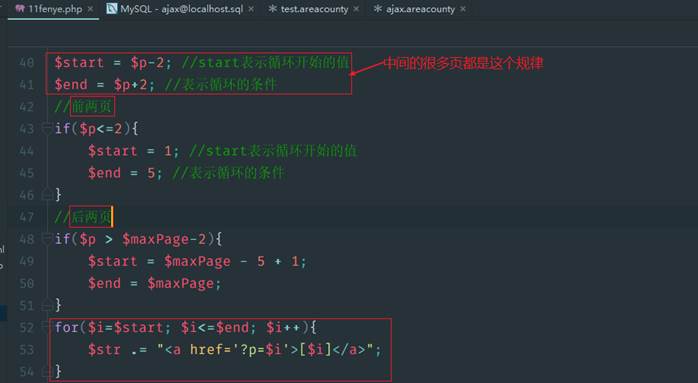 11fenye.php × MySQL - ajax@localhost.sql × test.areacounty × ajax.areacounty ×
40 $start = $p-2; //start表示循环开始的值
中间的很多页都是这个规律
41 $end = $p+2; //表示循环的条件
42 //前两页
43 if($p<=2){
44 $start = 1; //start表示循环开始的值
45 $end = 5; //表示循环的条件
46 }
47 //后两页
48 if($p > $maxPage-2){
49 $start = $maxPage - 5 + 1;
50 $end = $maxPage;
51 }
52 for($i=$start; $i<=$end; $i++){
53 $str .= "<a href='?p=$i'>[$i]</a>";
54 }